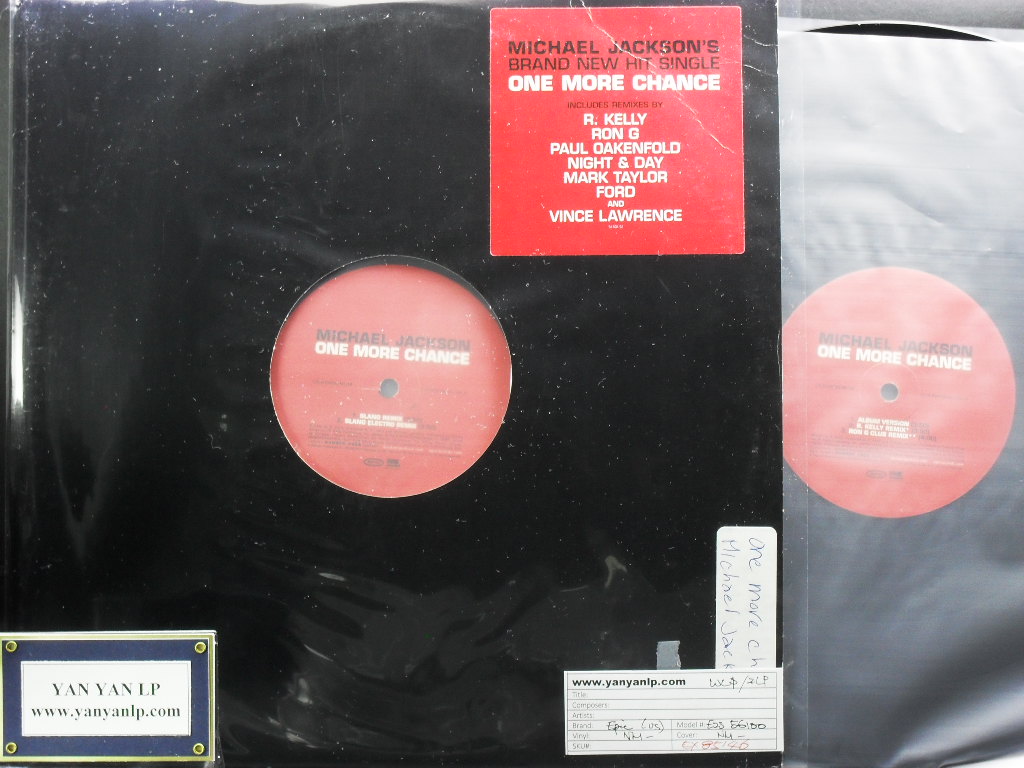 MICHAEL JACKSON'S
BRAND NEW HIT SINGLE
ONE MORE CHANCE
INCLUDES REMIXES BY
R. KELLY
RON G
PAUL OAKENFOLD
NIGHT & DAY
MARK TAYLOR
FORD
AND
VINCE LAWRENCE
MICHAEL JACKSON
ONE MORE CHANCE
ELECTRO REMIX
MICHAEL JACKSON
ONE MORE CHANCE
ALBUM VERSION
R. KELLY REMIX*
RON G CLUB REMIX**
one more ch
Michael Jack
YAN YAN LP
www.yanyanlp.com
www.yanyanlp.com
Title:
Composers:
Artists:
Brand: Epic (US) Model #:
Vinyl: NM- Cover: NM-
SKU: